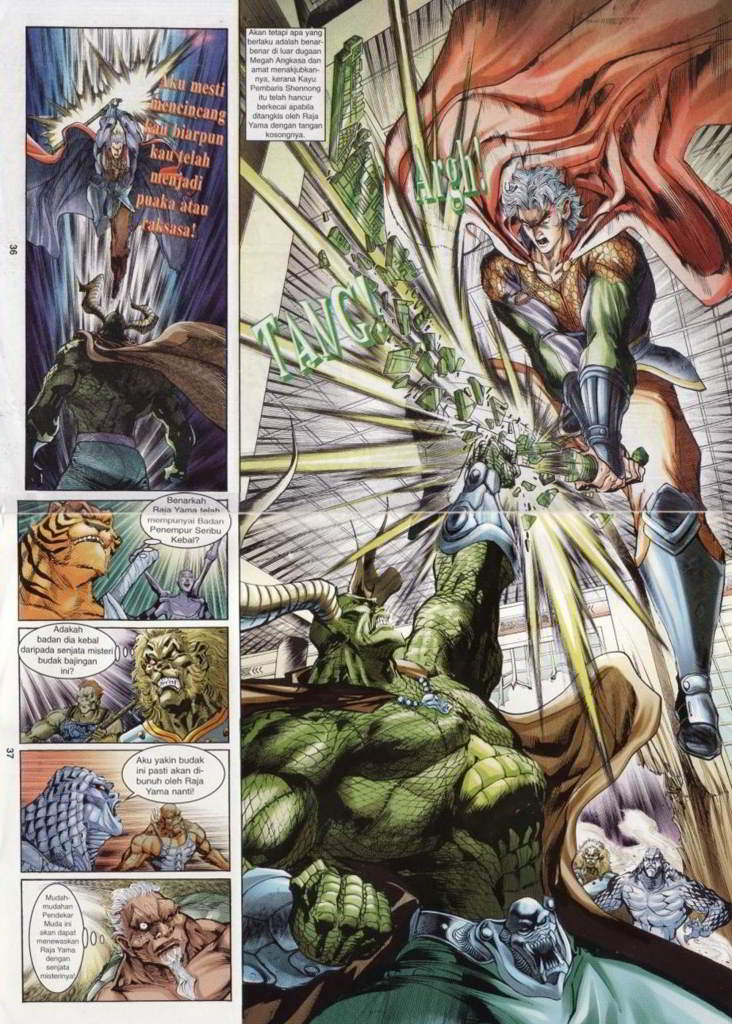 Aku mesti
mencincang
kau biarpun
kau telah
menjadi
puaka atau
raksasa!
36
Benarkah
Raja Yama telah
mempunyai Badan
Penempur Seribu
Kebal?
Adakah
badan dia kebal
daripada senjata misteri
budak bajingan
ini?
37
Aku yakin budak
ini pasti akan di-
bunuh oleh Raja
Yama nanti!
Mudah-
mudahan
Pendekar
Muda ini
akan dapat
menewaskan
Raja Yama
dengan
senjata
misterinya!
Akan tetapi apa yang
berlaku adalah benar-
benar di luar dugaan
Megah Angkasa dan
amat menakjubkan-
nya, kerana Kayu
Pembaris Shennong
itu telah hancur
berkecai apabila
ditangkis oleh Raja
Yama dengan tangan
kosongnya.
Argh!
TANG!